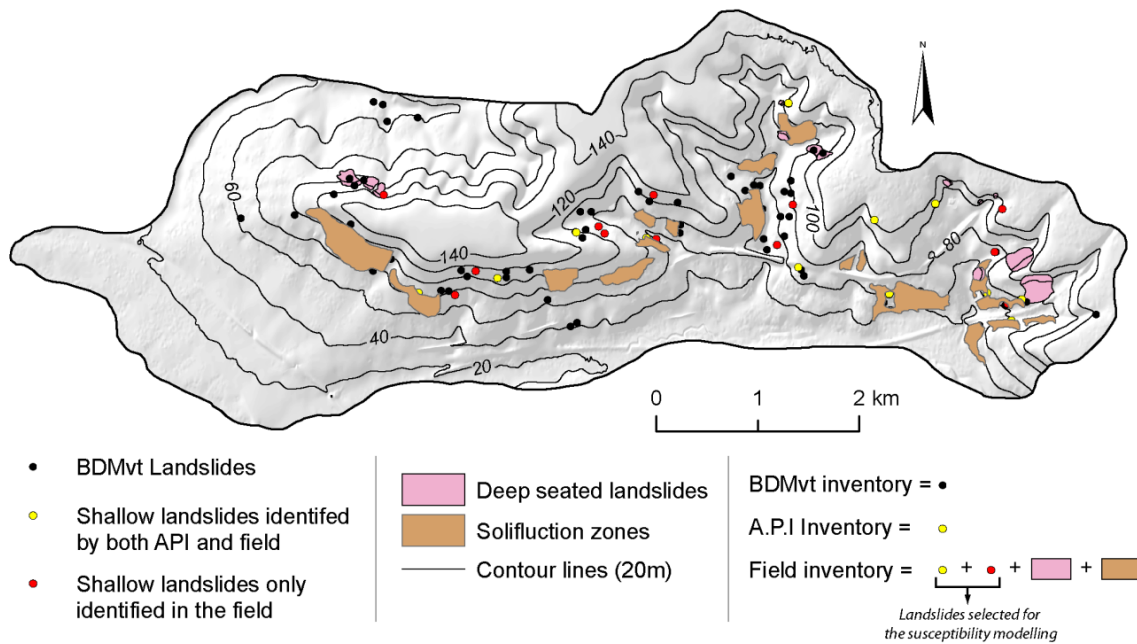 N
140
60
120
100
140
80
40
20
0 1 2 km
BDMvt Landslides
Shallow landslides identifed
by both API and field
Shallow landslides only
identified in the field
Deep seated landslides
Solifluction zones
Contour lines (20m)
BDMvt inventory =
A.P.I Inventory =
Field inventory = + + +
Landslides selected for
the susceptibility modelling